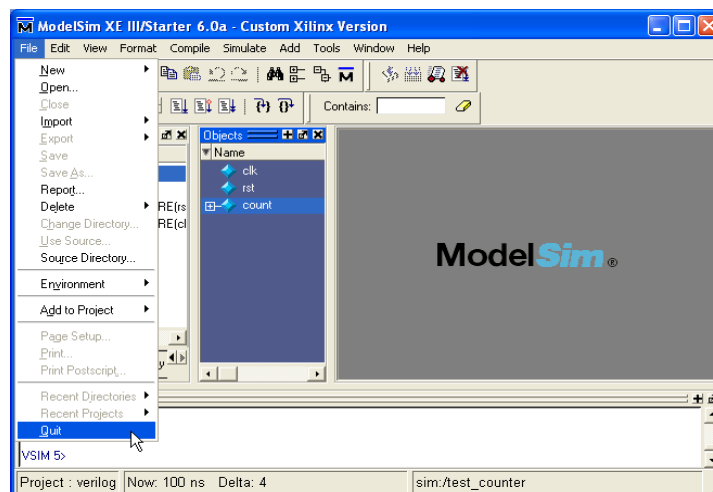 ModelSim XE III/Starter 6.0a - Custom Xilinx Version
File Edit View Format Compile Simulate Add Tools Window Help
New
Open...
Close
Import
Export
Save
Save As...
Report...
Delete
Change Directory...
Use Source...
Source Directory...
Environment
Add to Project
Page Setup...
Print...
Print Postscript...
Recent Directories
Recent Projects
Quit
Contains:
RE(rs
RE(cl
y
Objects
Name
clk
rst
count
ModelSim ®
VSIM 5>
Project : verilog Now: 100 ns Delta: 4 sim:/test_counter